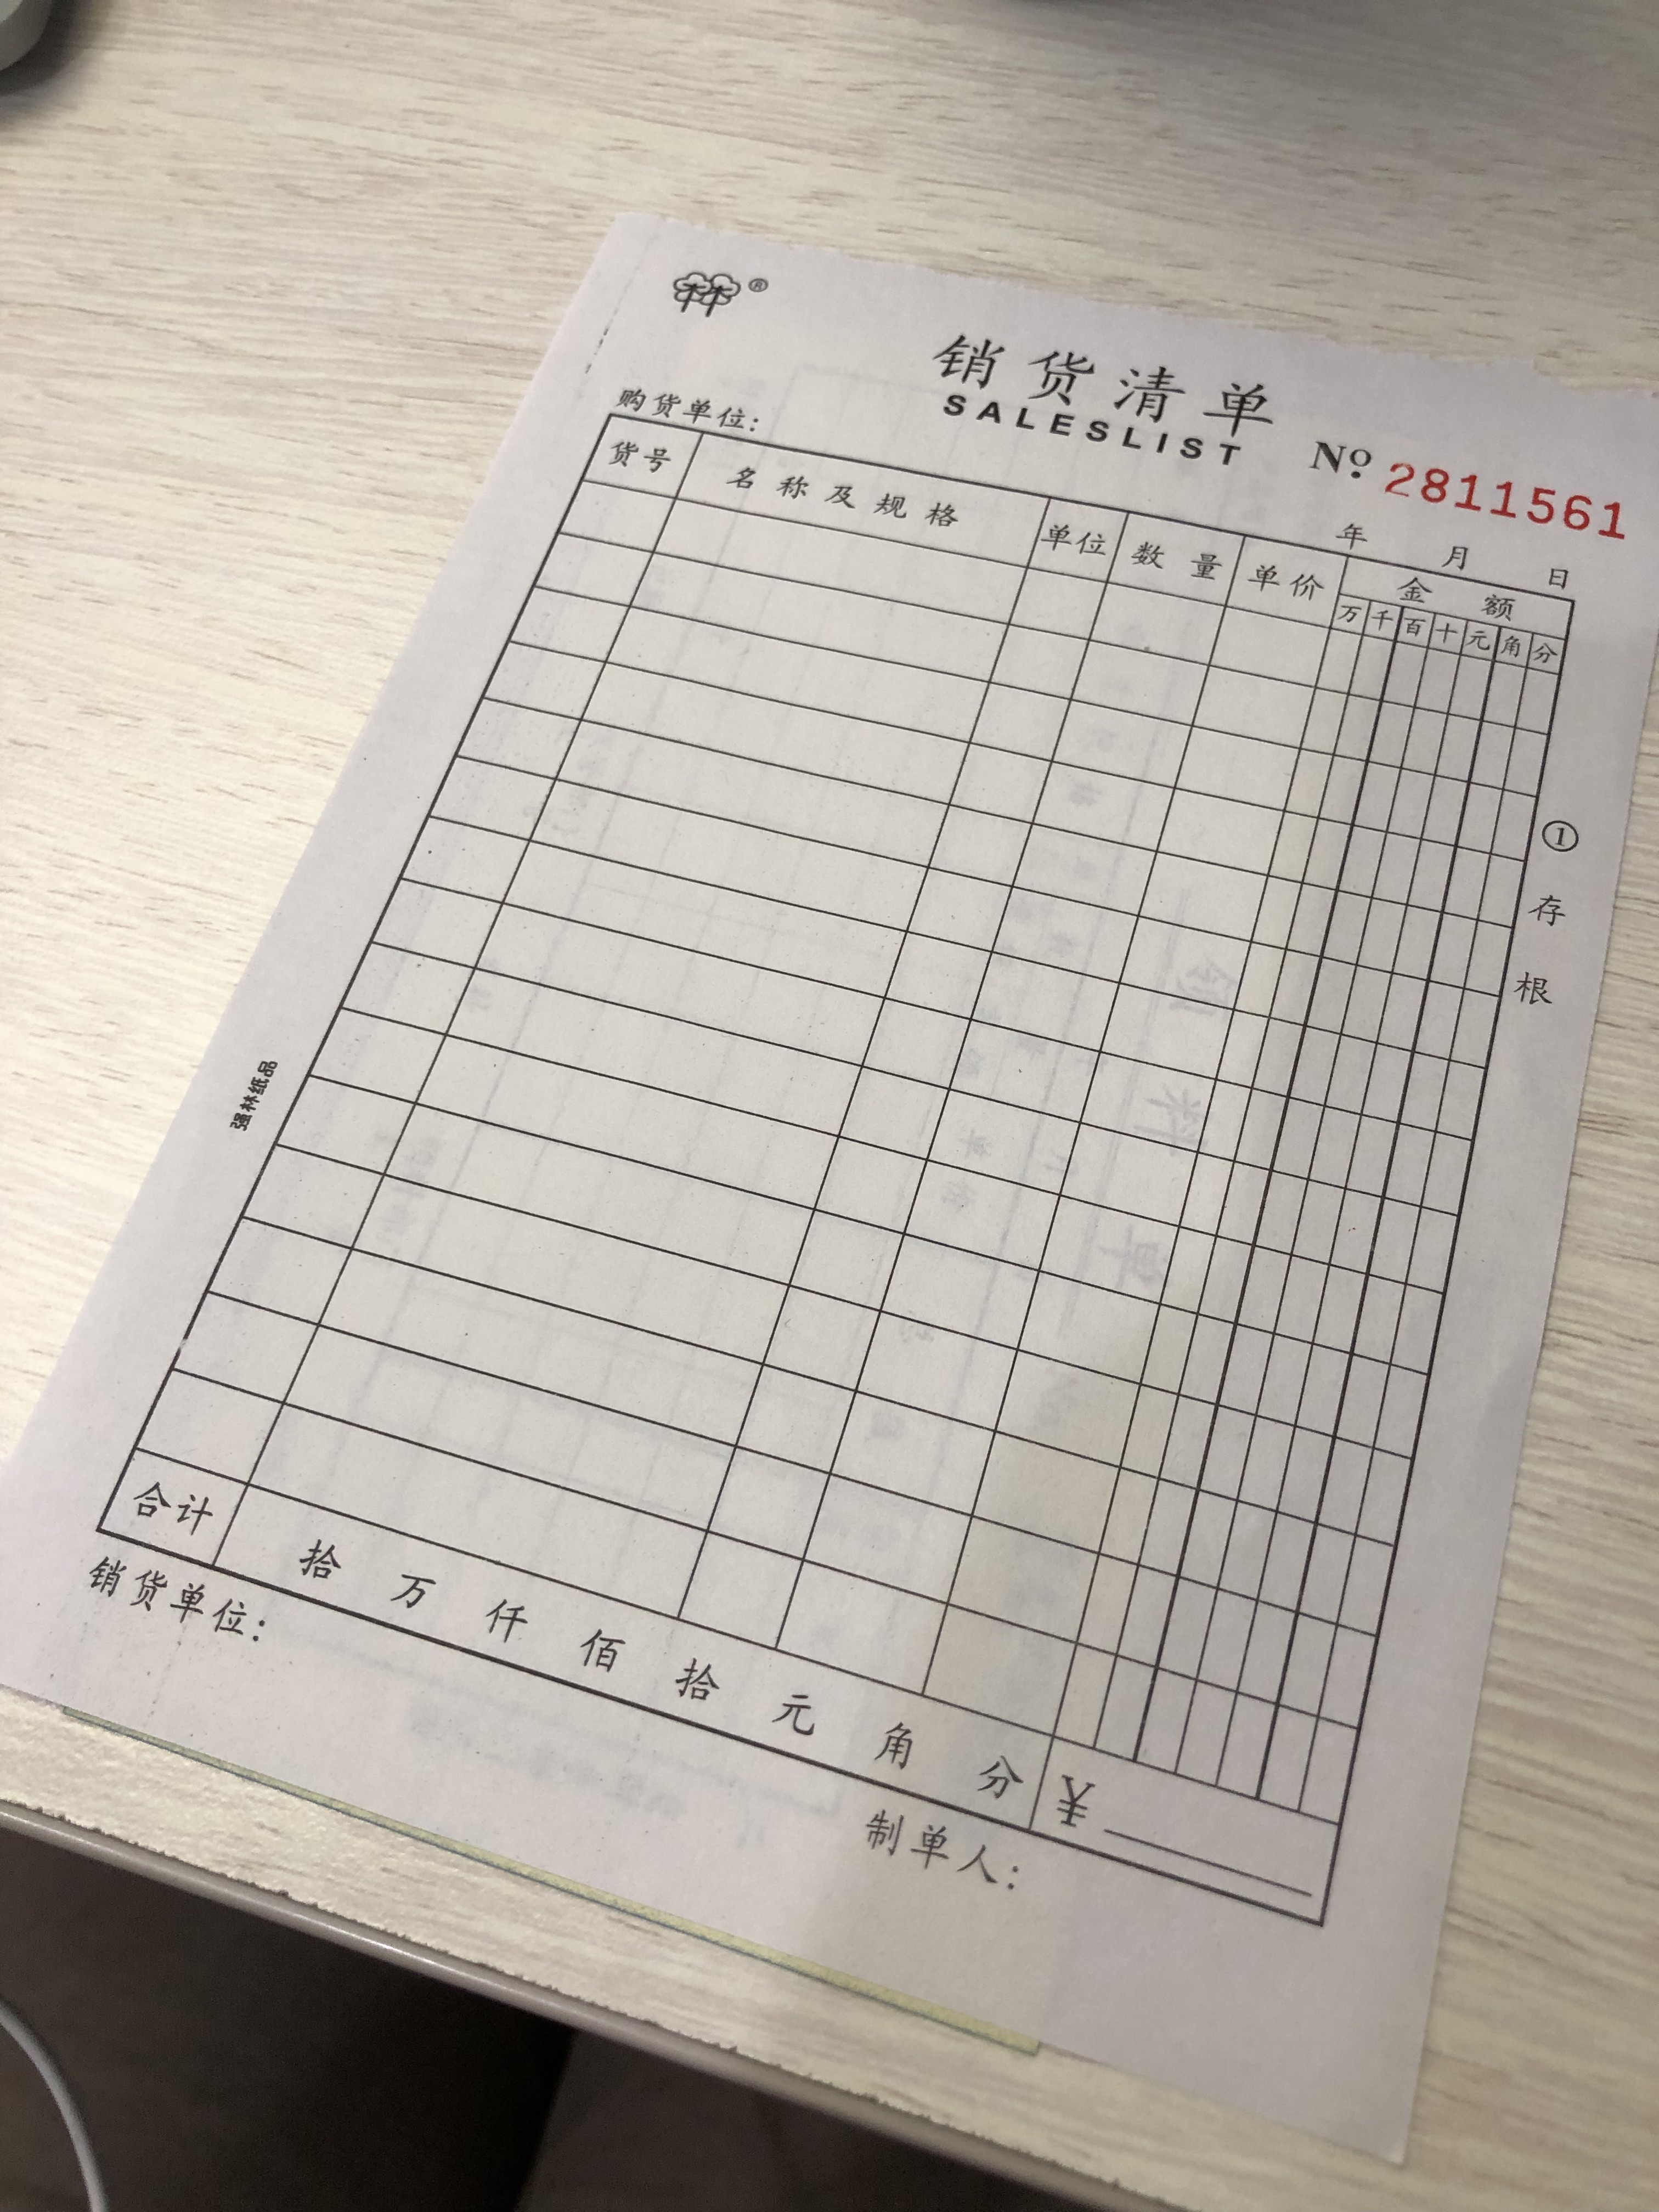 林®
销货清单
SALESLIST
№ 2811561
购货单位:
年 月 日
货号 名称及规格 单位 数量 单价 金额
万 千 百 十 元 角 分
①存根
强林纸品
合计 拾 万 仟 佰 拾 元 角 分 ¥
销货单位:
制单人: